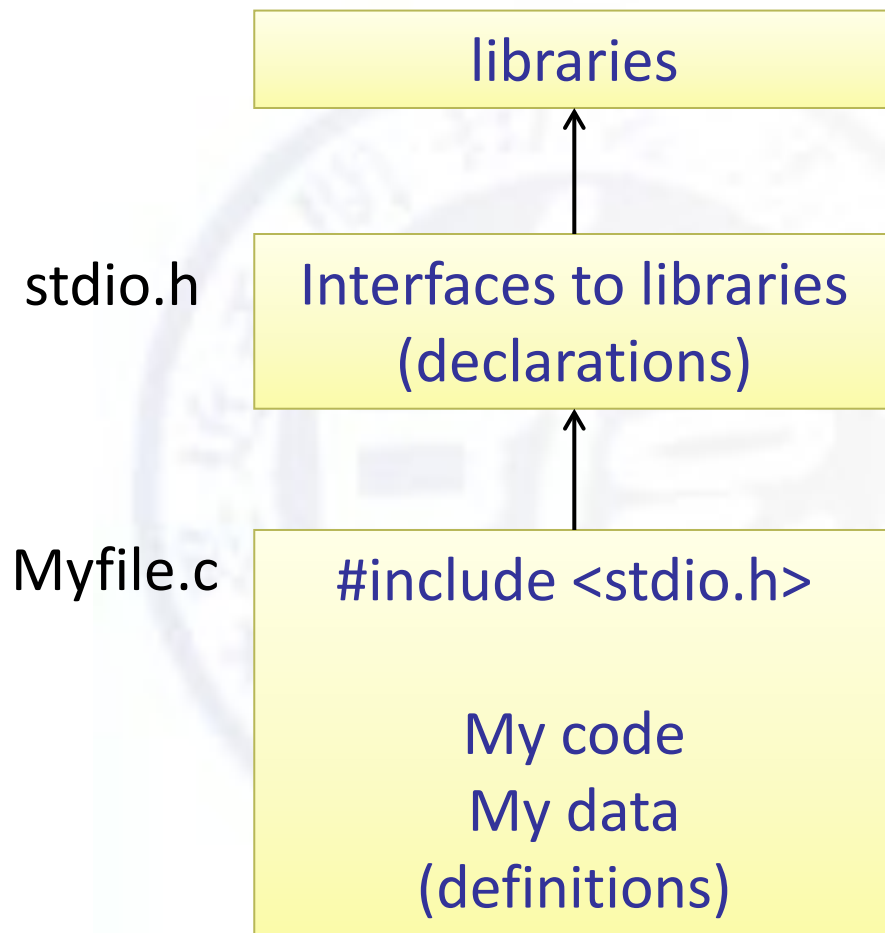 libraries
stdio.h
Interfaces to libraries
(declarations)
Myfile.c
#include <stdio.h>
My code
My data
(definitions)